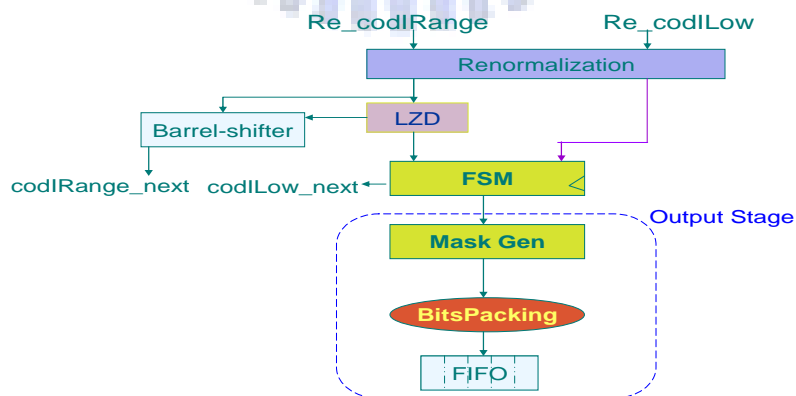 Re_codIRange Re_codILow
Renormalization
LZD
Barrel-shifter
codIRange_next codILow_next
FSM
Output Stage
Mask Gen
BitsPacking
FIFO